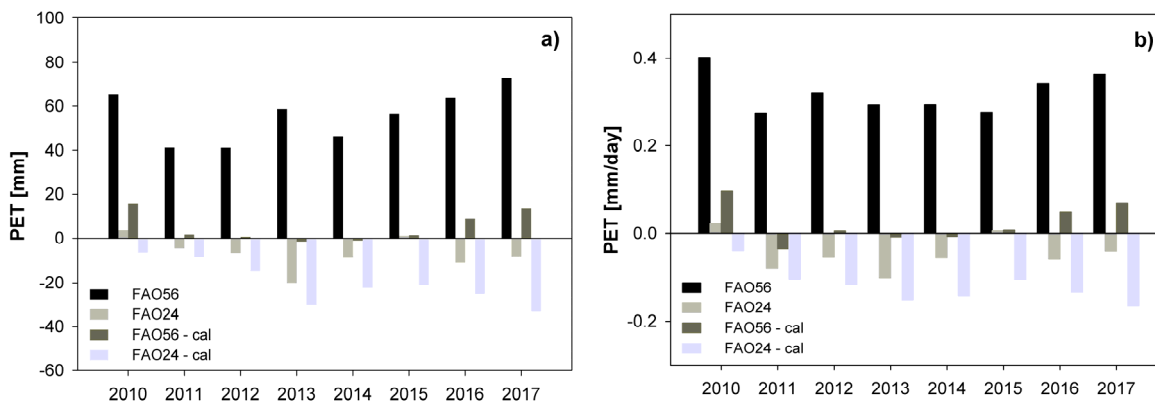 a)
PET [mm]
100
80
60
40
20
0
-20
-40
-60
FAO56
FAO24
FAO56 - cal
FAO24 - cal
2010 2011 2012 2013 2014 2015 2016 2017
b)
PET [mm/day]
0.4
0.2
0.0
-0.2
FAO56
FAO24
FAO56 - cal
FAO24 - cal
2010 2011 2012 2013 2014 2015 2016 2017